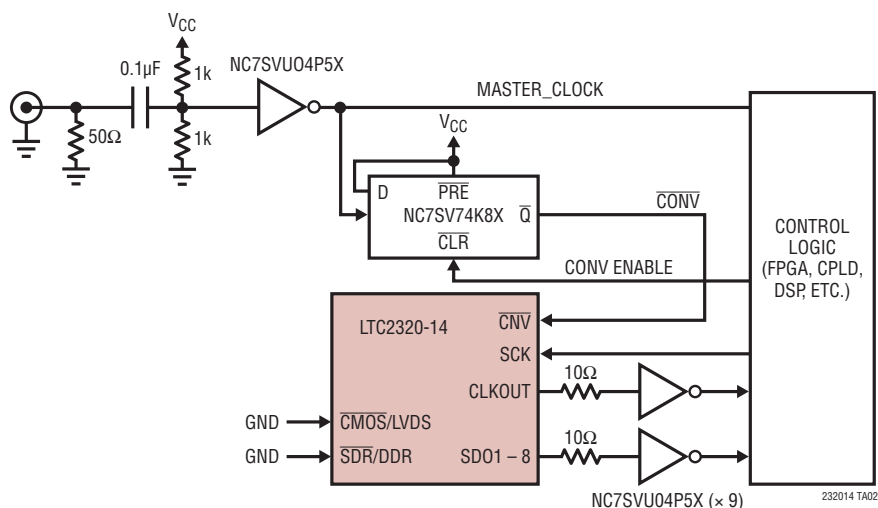 VCC
0.1µF
1k
NC7SVUO4P5X
MASTER_CLOCK
50Ω
1k
VCC
D
PRE
NC7SV74K8X
Q
CLR
CONV
CONV ENABLE
CONTROL
LOGIC
(FPGA, CPLD,
DSP, ETC.)
LTC2320-14
CNV
SCK
10Ω
CLKOUT
GND
CMOS/LVDS
10Ω
GND
SDR/DDR
SDO1 – 8
NC7SVU04P5X (× 9)
232014 TA02